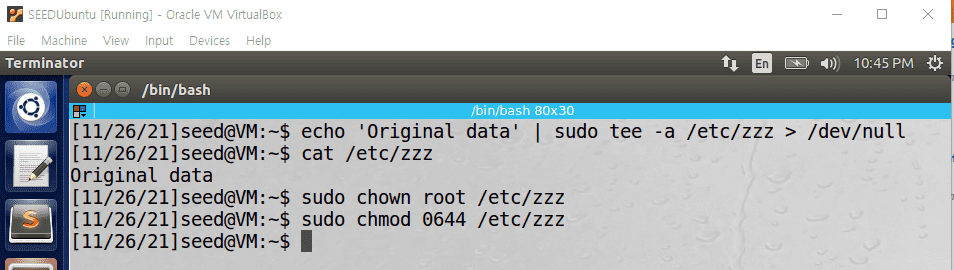 SEEDUbuntu [Running] - Oracle VM VirtualBox
File Machine View Input Devices Help
Terminator En 10:45 PM
/bin/bash
/bin/bash 80x30
[11/26/21]seed@VM:~$ echo 'Original data' | sudo tee -a /etc/zzz > /dev/null
[11/26/21]seed@VM:~$ cat /etc/zzz
Original data
[11/26/21]seed@VM:~$ sudo chown root /etc/zzz
[11/26/21]seed@VM:~$ sudo chmod 0644 /etc/zzz
[11/26/21]seed@VM:~$